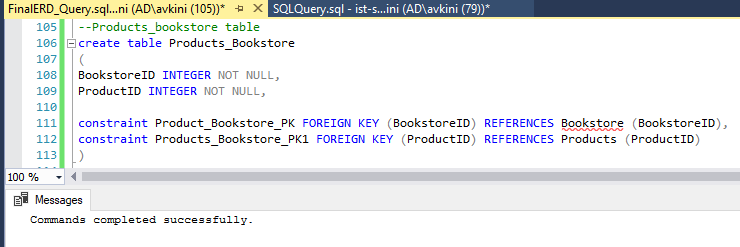 FinalERD_Query.sql...ni (AD\avkini (105))*
SQLQuery.sql - ist-s...ini (AD\avkini (79))*
105 --Products_bookstore table
106 create table Products_Bookstore
107 (
108 BookstoreID INTEGER NOT NULL,
109 ProductID INTEGER NOT NULL,
110
111 constraint Product_Bookstore_PK FOREIGN KEY (BookstoreID) REFERENCES Bookstore (BookstoreID),
112 constraint Products_Bookstore_PK1 FOREIGN KEY (ProductID) REFERENCES Products (ProductID)
113 )
100 %
Messages
Commands completed successfully.